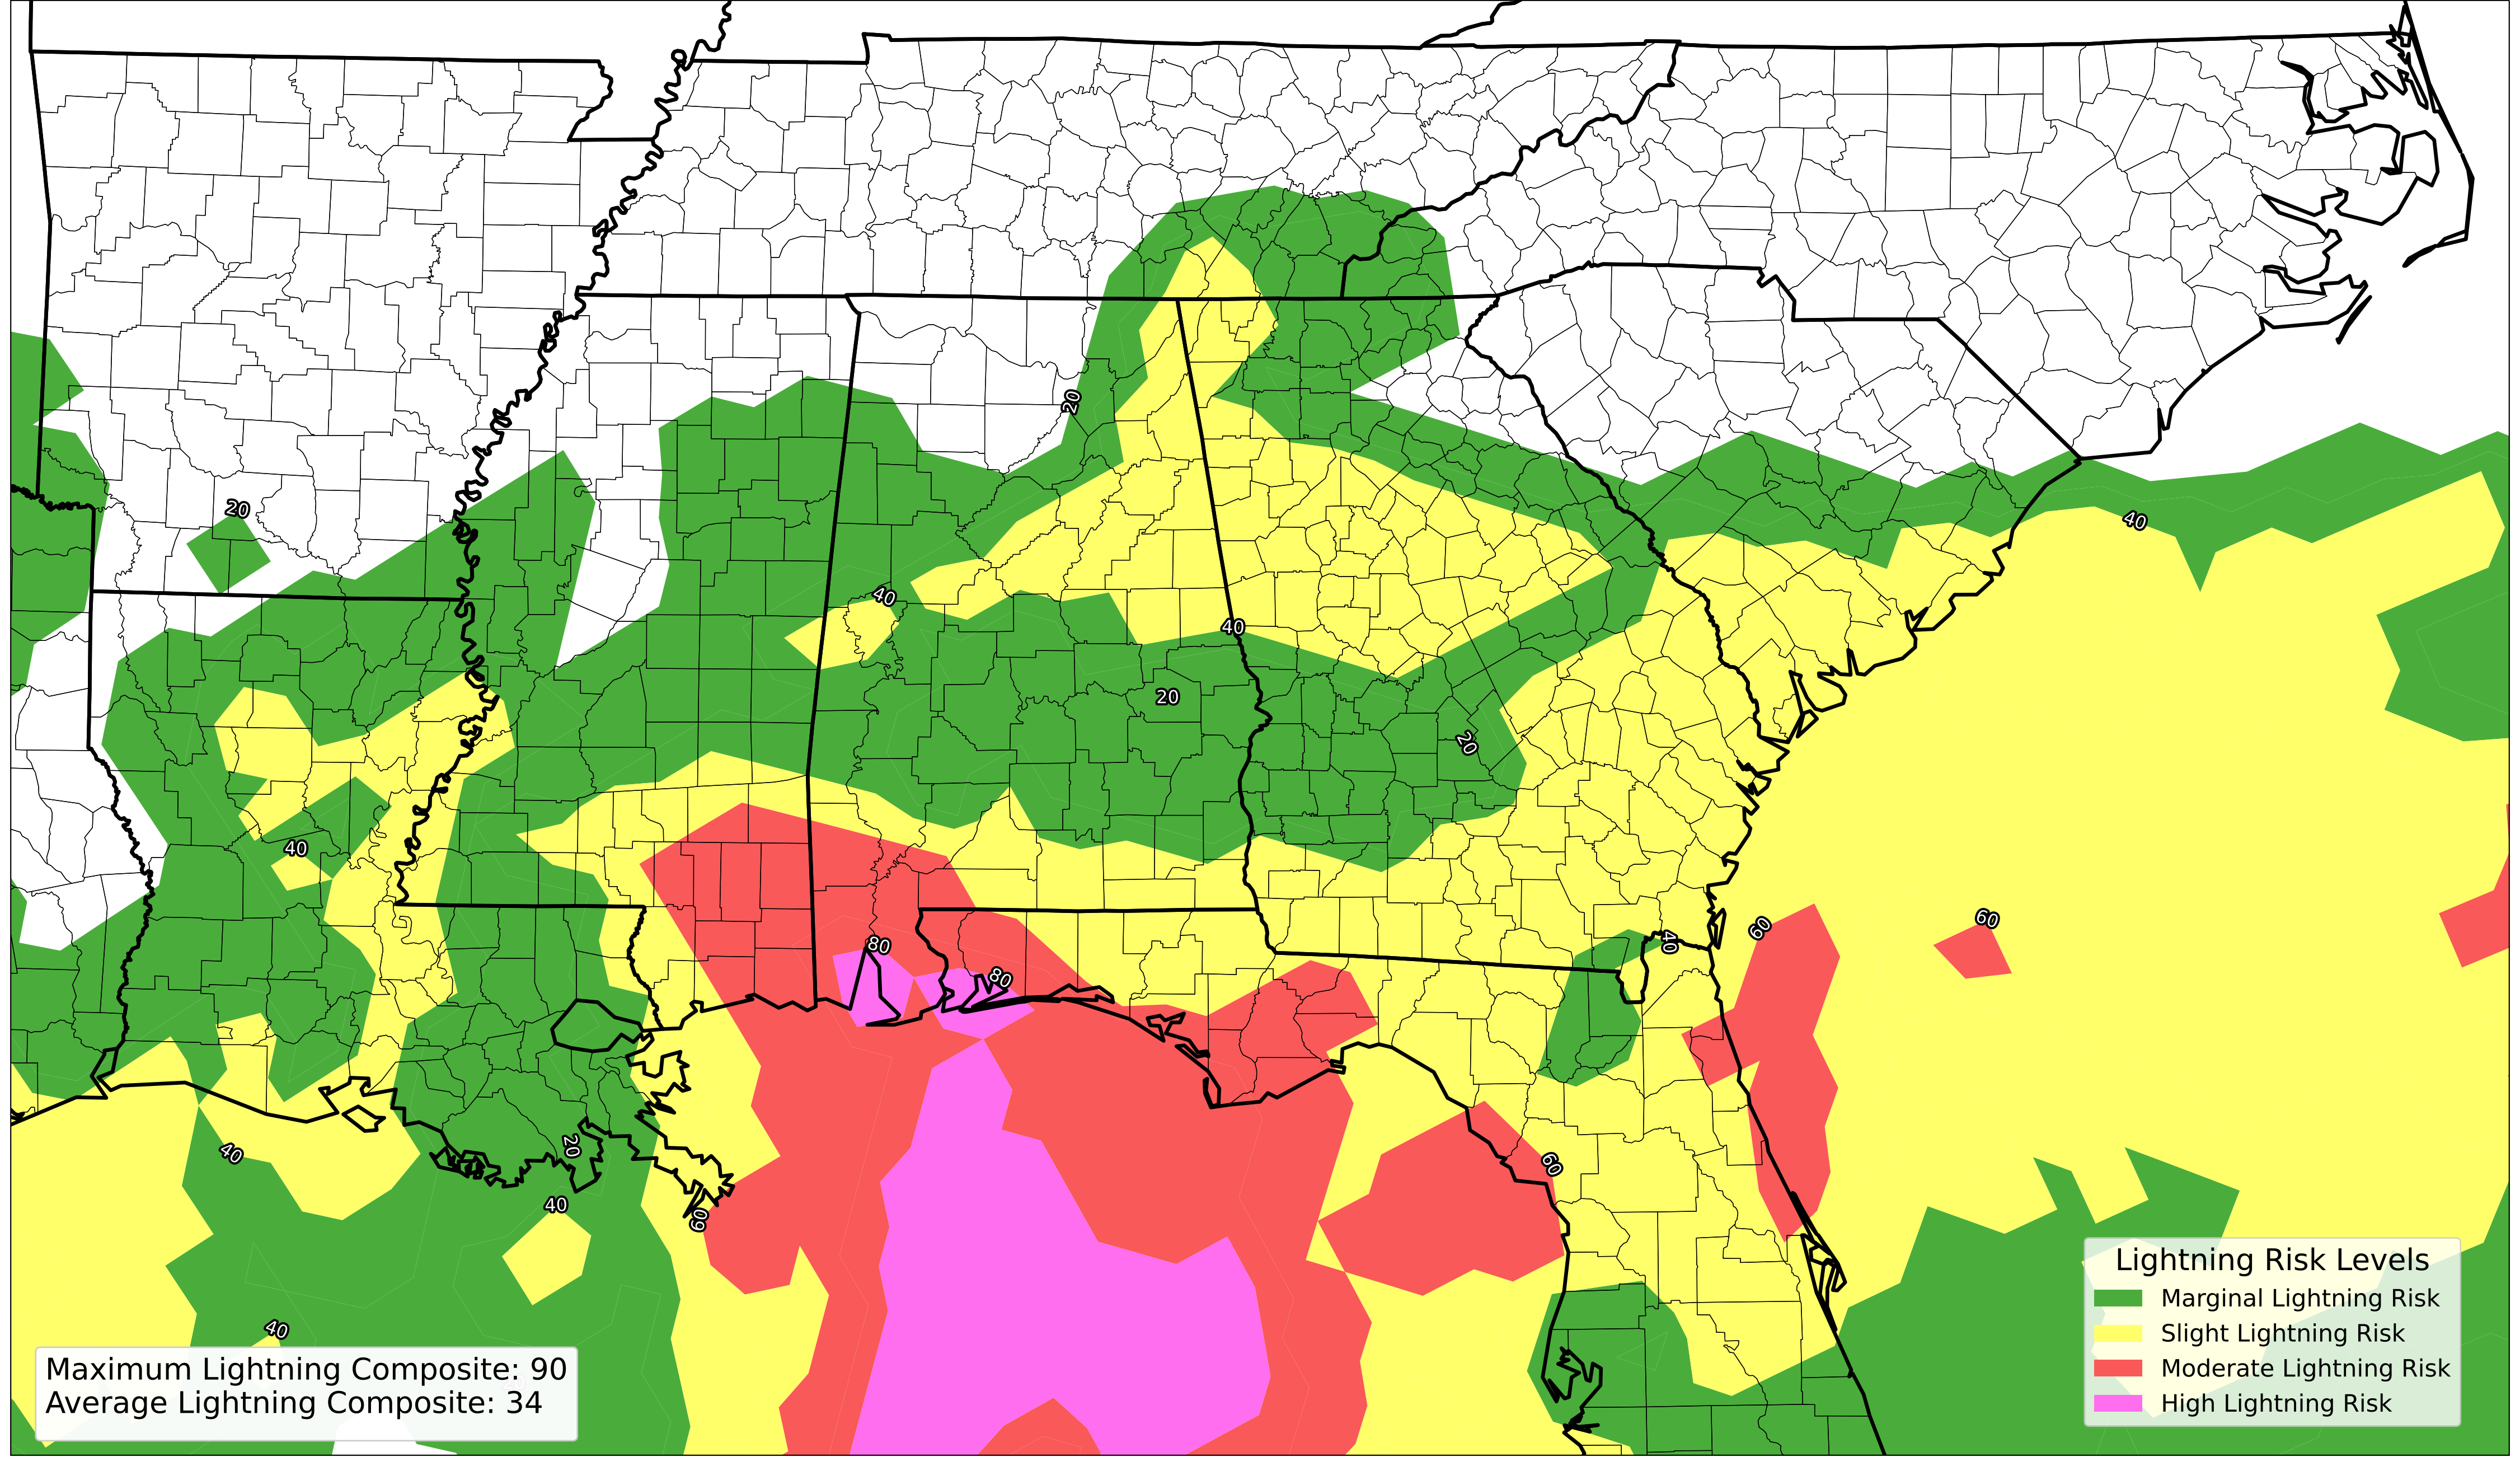 20
20
40
40
40
20
20
40
60
60
40
80
80
40
60
20
40
60
40
Lightning Risk Levels
Marginal Lightning Risk
Slight Lightning Risk
Moderate Lightning Risk
High Lightning Risk
Maximum Lightning Composite: 90
Average Lightning Composite: 34